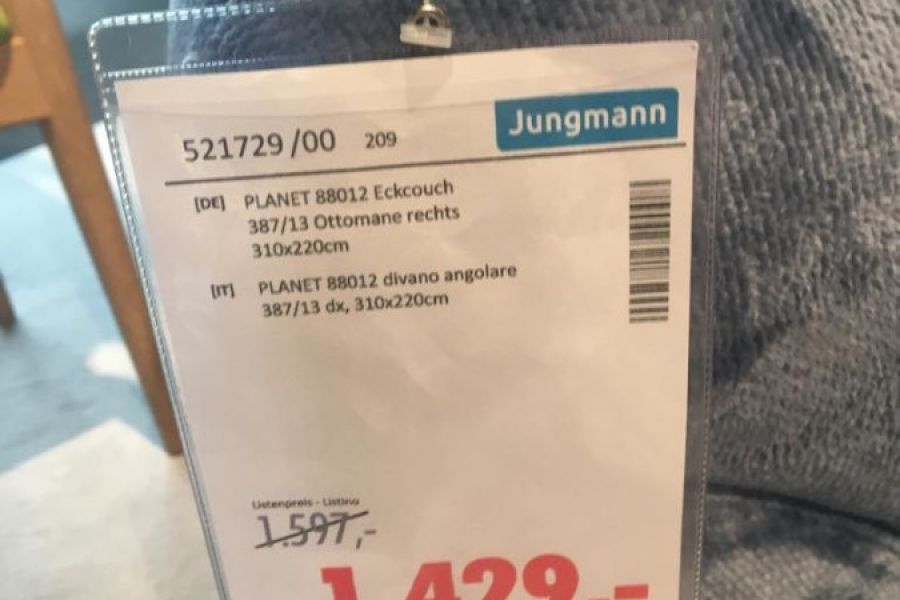 521729/00 209 Jungmann
[DE] PLANET 88012 Eckcouch
387/13 Ottomane rechts
310x220cm
[IT] PLANET 88012 divano angolare
387/13 dx, 310x220cm
Listenpreis - Listino
1.597,-
1.429,-